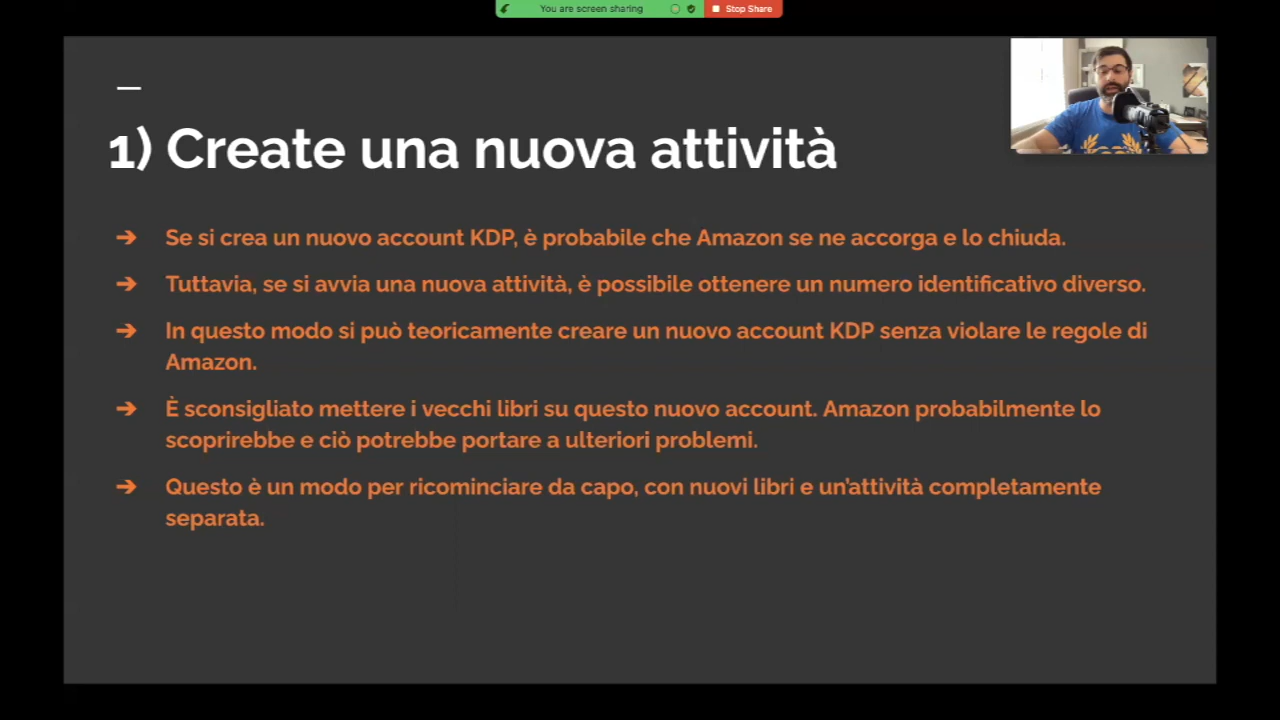 You are screen sharing
Stop Share
1) Create una nuova attività
➔ Se si crea un nuovo account KDP, è probabile che Amazon se ne accorga e lo chiuda.
➔ Tuttavia, se si avvia una nuova attività, è possibile ottenere un numero identificativo diverso.
➔ In questo modo si può teoricamente creare un nuovo account KDP senza violare le regole di
Amazon.
➔ È sconsigliato mettere i vecchi libri su questo nuovo account. Amazon probabilmente lo
scoprirebbe e ciò potrebbe portare a ulteriori problemi.
➔ Questo è un modo per ricominciare da capo, con nuovi libri e un'attività completamente
separata.